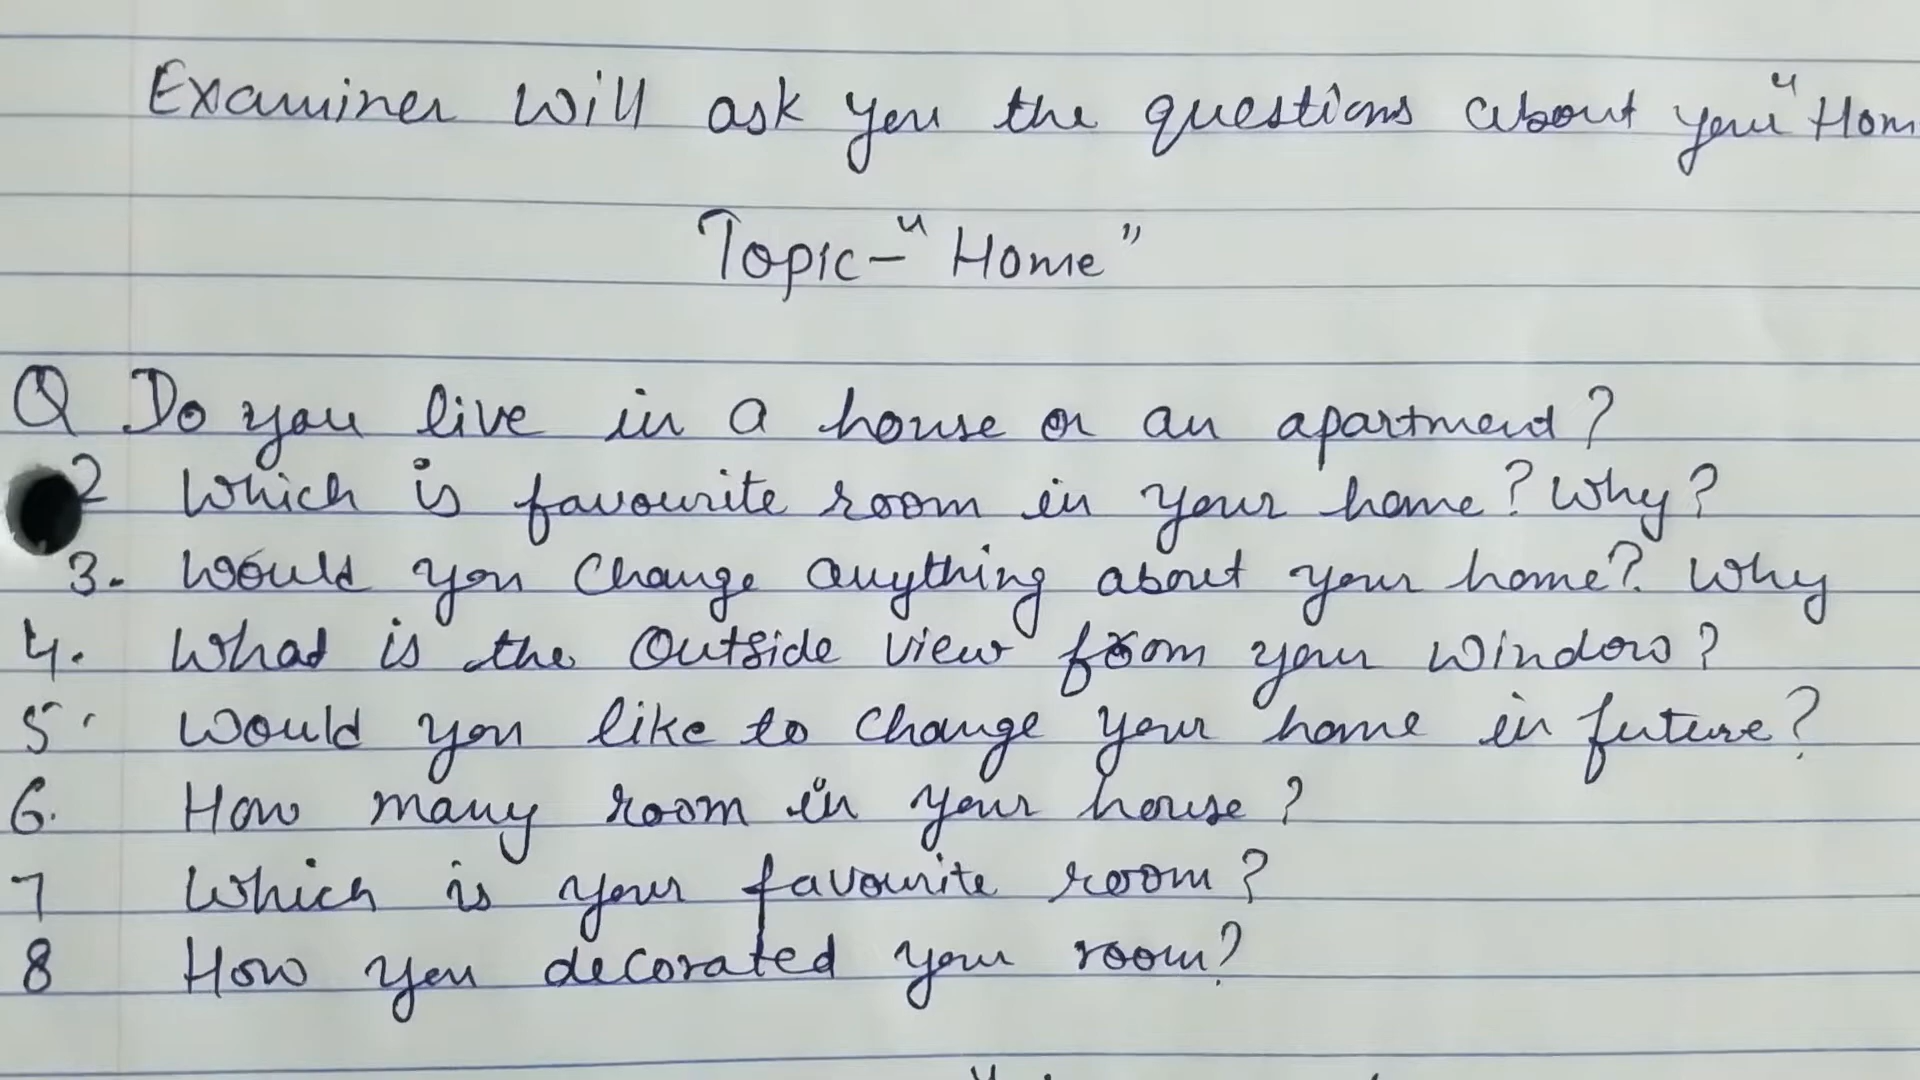 Examiner will ask you the questions about your "Hom
Topic-"Home"
Q Do you live in a house or an apartment?
2 Which is favourite room in your home? Why?
3. Would you change anything about your home? Why
4. What is the Outside view from your window?
5. Would you like to change your home in future?
6. How many room in your house?
7 Which is your favourite room?
8 How you decorated your room?